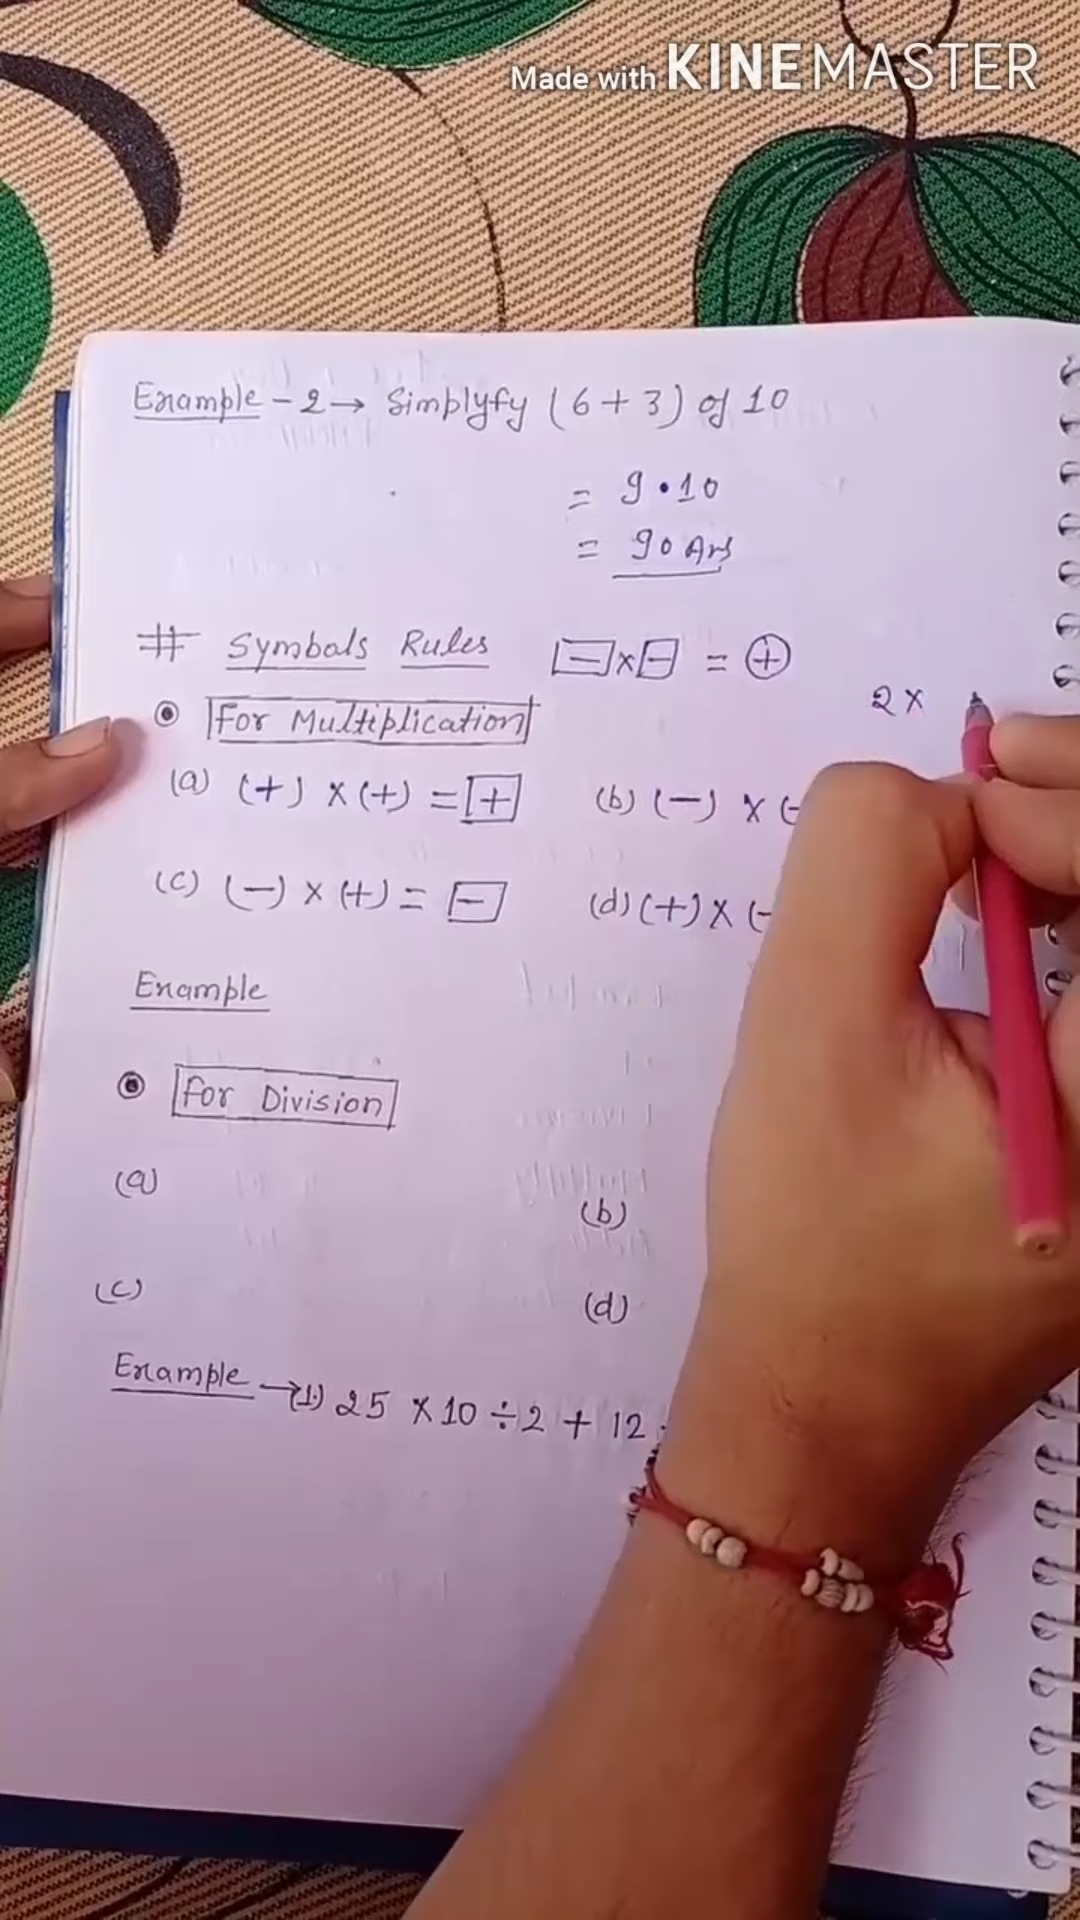 Made with KINEMASTER
Example - 2 → Simplyfy (6 + 3) of 10
= 9 • 10
= 90 Ans
# Symbals Rules [-] x [-] = (+)
2 x
For Multiplication
(a) (+) x (+) = [+] (b) (-) x (-
(c) (-) x (+) = [-] (d) (+) x (-
Example
For Division
(a)
(b)
(c)
(d)
Example → (1.) 25 x 10 ÷ 2 + 12